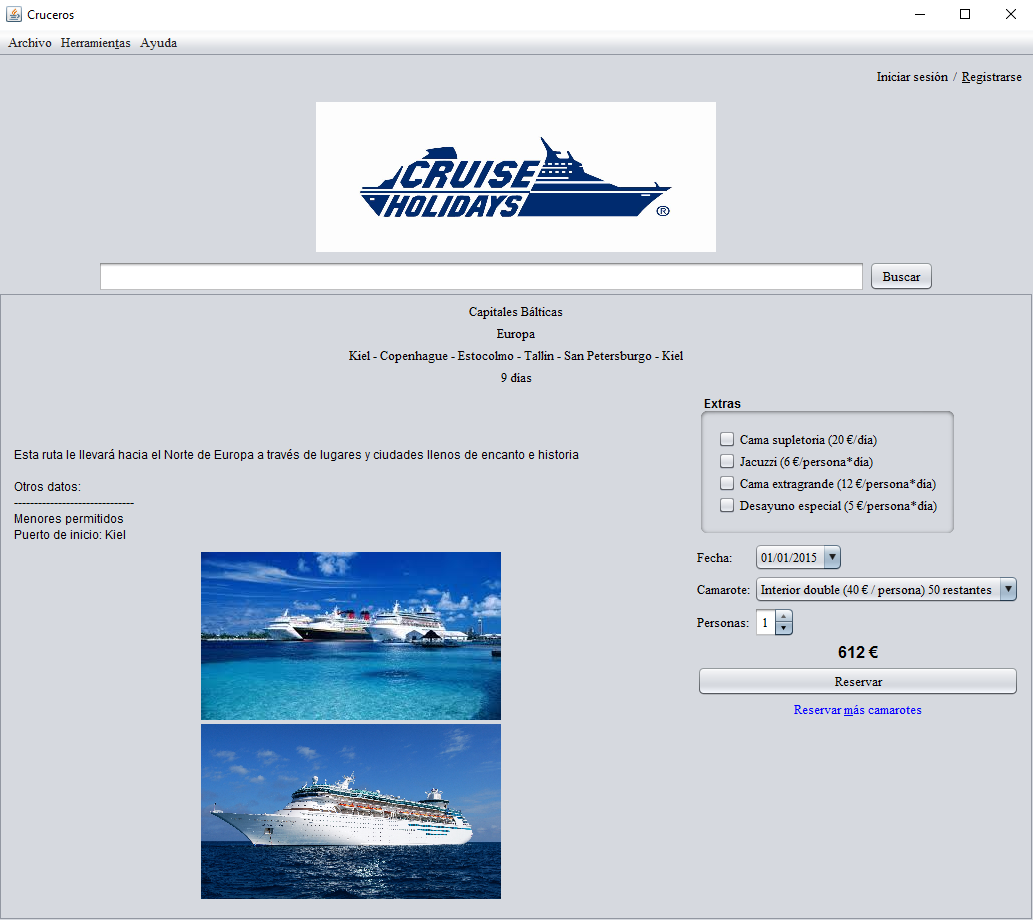 Cruceros
Archivo Herramientas Ayuda
Iniciar sesión / Registrarse
CRUISE
HOLIDAYS ®
Buscar
Capitales Bálticas
Europa
Kiel - Copenhague - Estocolmo - Tallin - San Petersburgo - Kiel
9 días
Esta ruta le llevará hacia el Norte de Europa a través de lugares y ciudades llenos de encanto e historia
Otros datos:
------------------------------
Menores permitidos
Puerto de inicio: Kiel
Extras
Cama supletoria (20 €/día)
Jacuzzi (6 €/persona*día)
Cama extragrande (12 €/persona*día)
Desayuno especial (5 €/persona*día)
Fecha: 01/01/2015
Camarote: Interior double (40 € / persona) 50 restantes
Personas: 1
612 €
Reservar
Reservar más camarotes